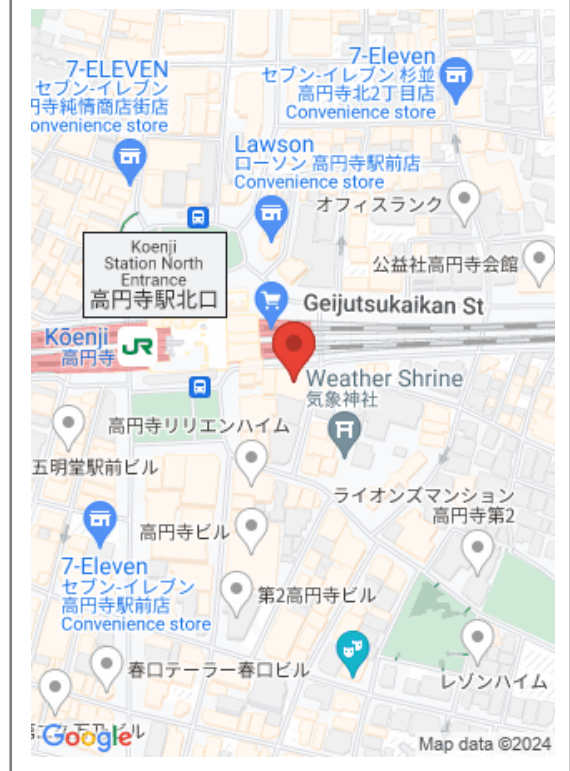 7-ELEVEN
セブン-イレブン
円寺純情商店街店
onvenience store
7-Eleven
セブン-イレブン 杉並
高円寺北2丁目店
Convenience store
Lawson
ローソン 高円寺駅前店
Convenience store
オフィスランク
公益社高円寺会館
Koenji
Station North
Entrance
高円寺駅北口
Geijutsukaikan St
Kōenji
高円寺
JR
Weather Shrine
気象神社
高円寺リリエンハイム
五明堂駅前ビル
ライオンズマンション
高円寺第2
高円寺ビル
7-Eleven
セブン-イレブン
高円寺駅前店
Convenience store
第2高円寺ビル
春口テーラー春口ビル
レゾンハイム
ビル
Google
Map data ©2024